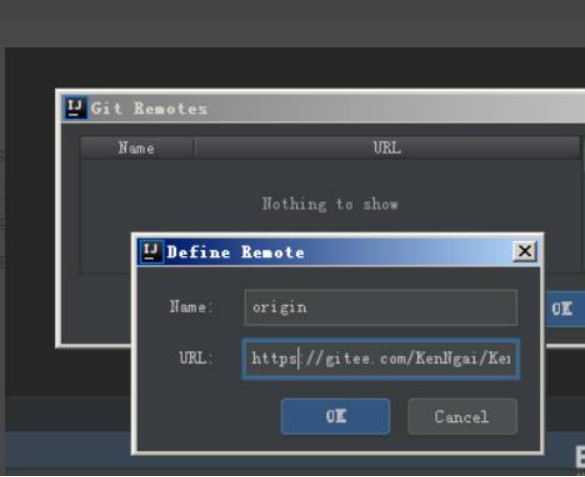 Git Remotes
Name URL
Nothing to show
Define Remote
Name: origin
OK
URL: https://gitee.com/KenNgai/Ke
OK Cancel